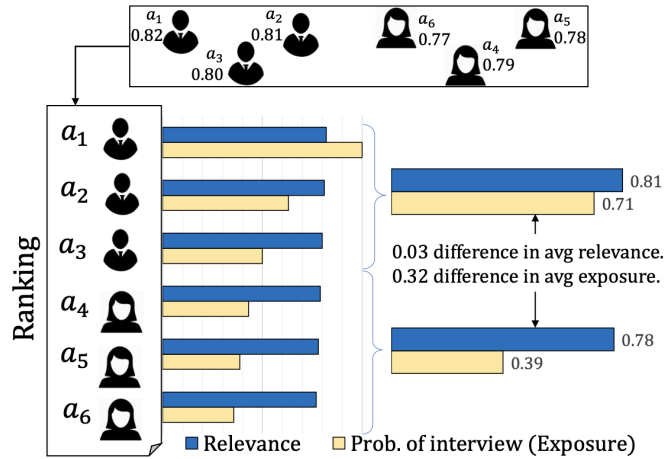 a₁
0.82
a₂
0.81
a₃
0.80
a₆
0.77
a₄
0.79
a₅
0.78
Ranking
a₁
a₂
a₃
a₄
a₅
a₆
0.81
0.71
0.03 difference in avg relevance.
0.32 difference in avg exposure.
0.78
0.39
Relevance
Prob. of interview (Exposure)